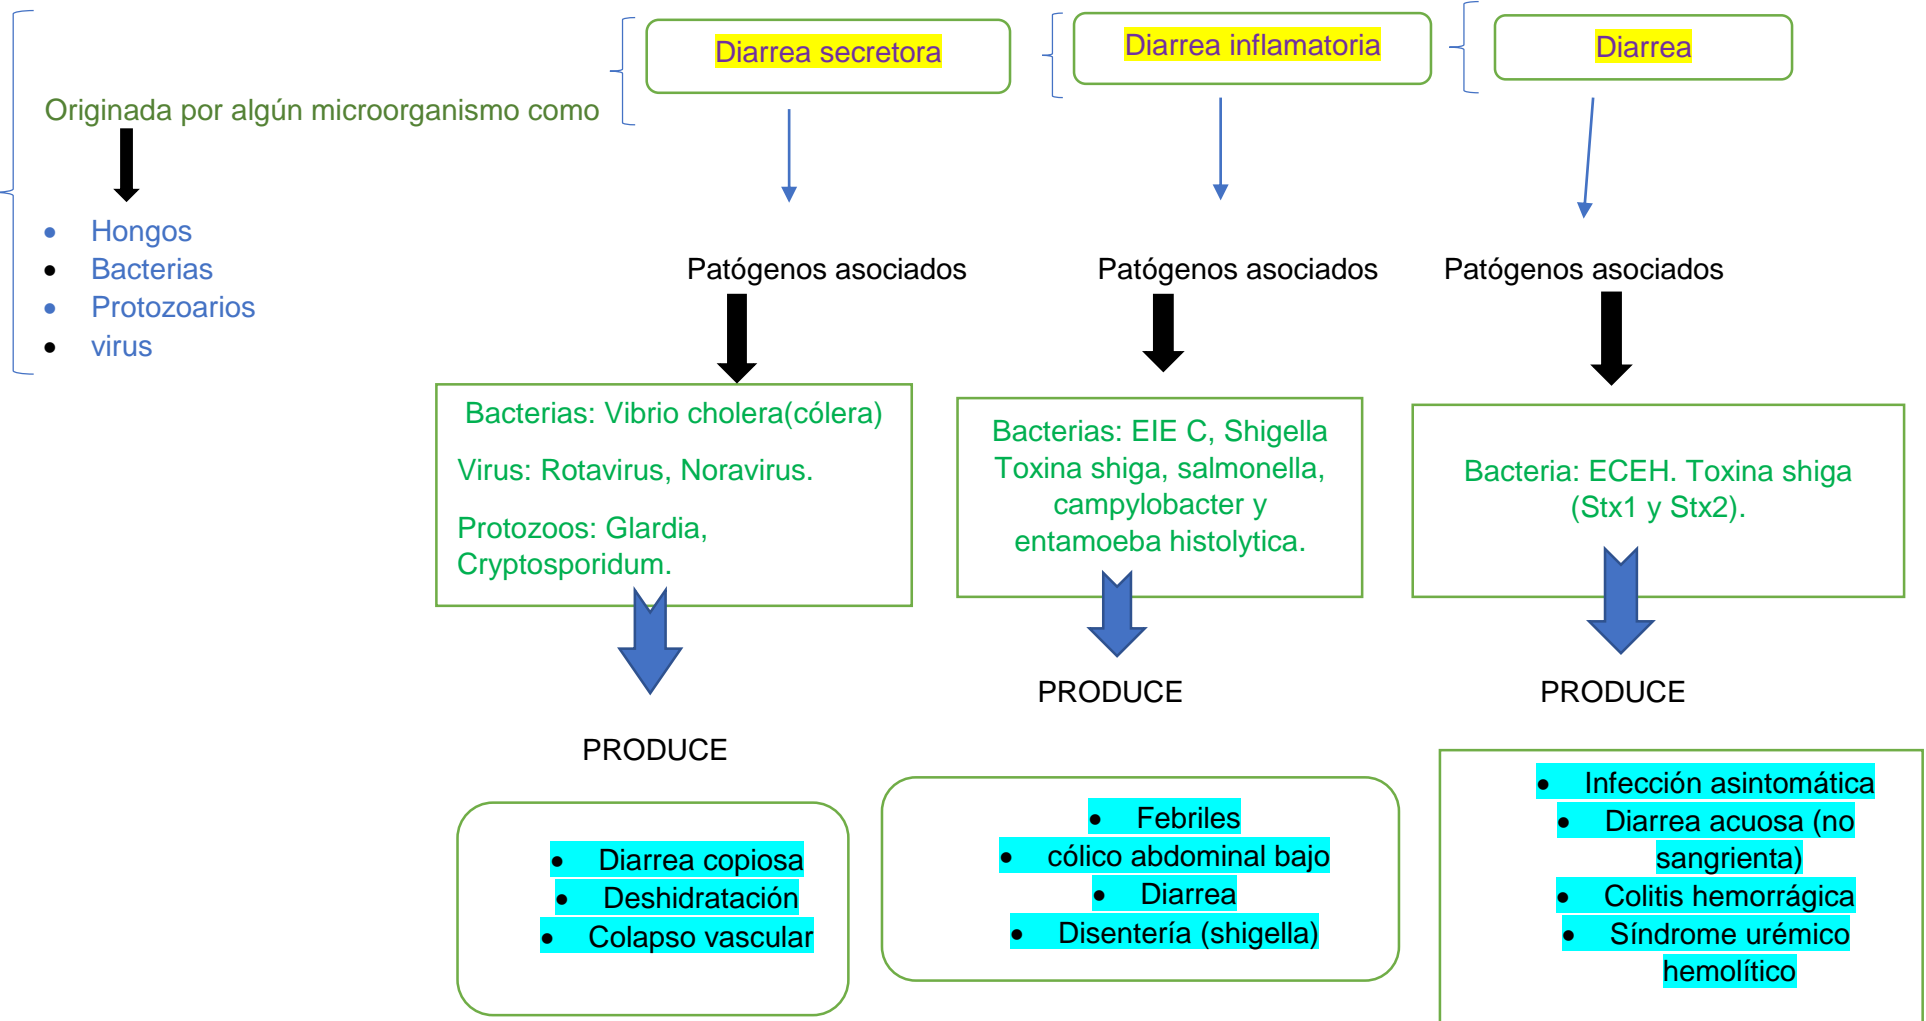 Diarrea secretora
Diarrea inflamatoria
Diarrea
Originada por algún microorganismo como
Hongos
Bacterias
Protozoarios
virus
Patógenos asociados
Patógenos asociados
Patógenos asociados
Bacterias: Vibrio cholera(cólera)
Virus: Rotavirus, Noravirus.
Protozoos: Glardia,
Cryptosporidum.
Bacterias: EIE C, Shigella
Toxina shiga, salmonella,
campylobacter y
entamoeba histolytica.
Bacteria: ECEH. Toxina shiga
(Stx1 y Stx2).
PRODUCE
PRODUCE
PRODUCE
Diarrea copiosa
Deshidratación
Colapso vascular
Febriles
cólico abdominal bajo
Diarrea
Disentería (shigella)
Infección asintomática
Diarrea acuosa (no
sangrienta)
Colitis hemorrágica
Síndrome urémico
hemolítico